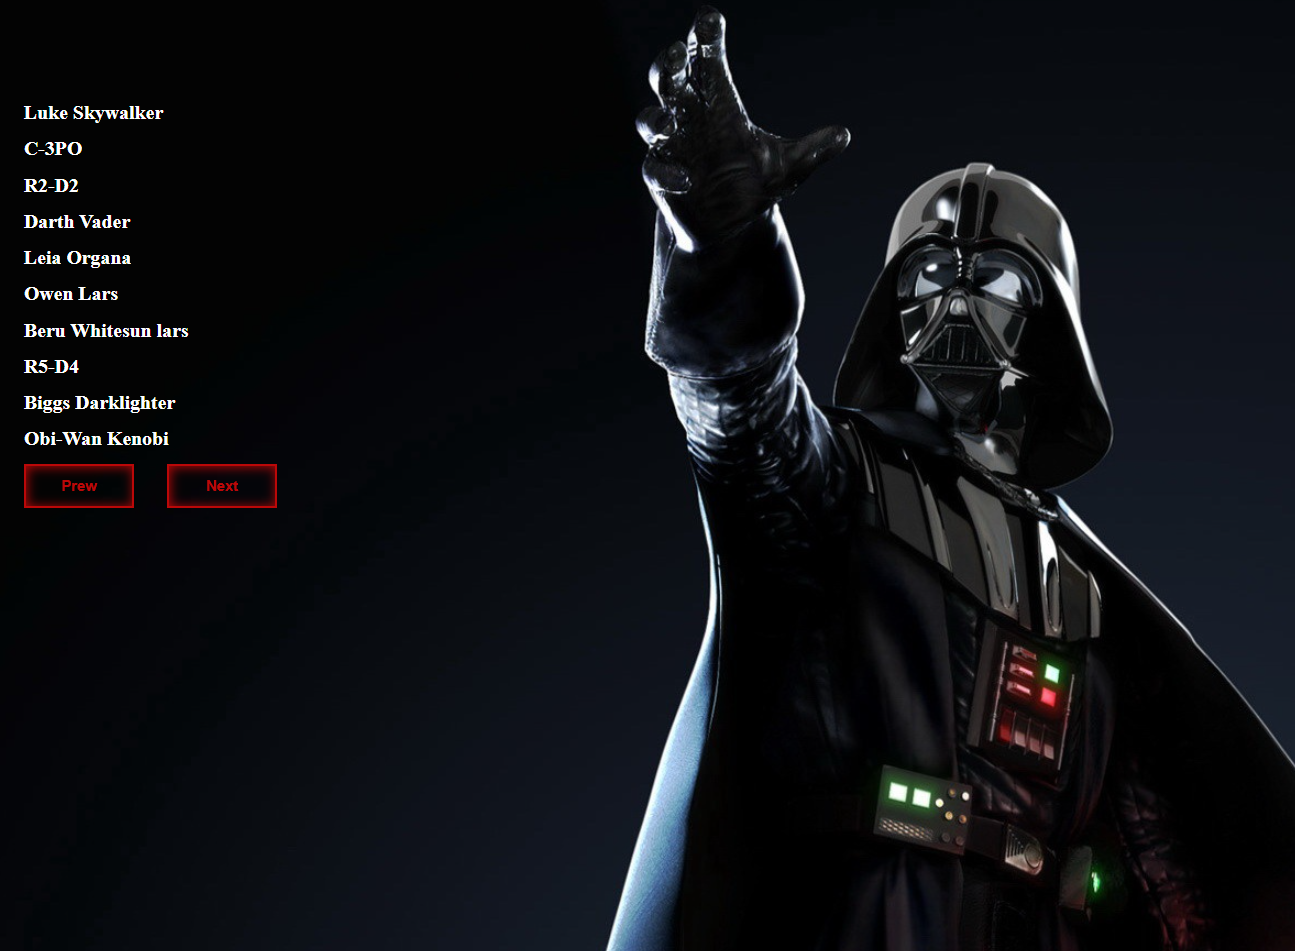 Luke Skywalker
C-3PO
R2-D2
Darth Vader
Leia Organa
Owen Lars
Beru Whitesun lars
R5-D4
Biggs Darklighter
Obi-Wan Kenobi
Prew Next